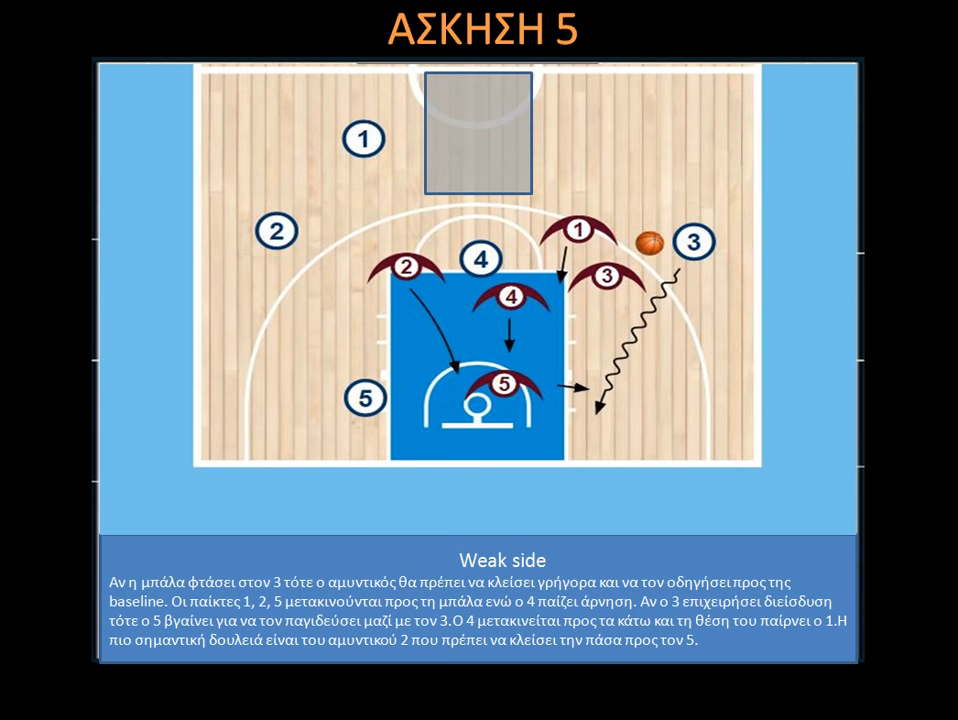 ΑΣΚΗΣΗ 5
1
2
1
3
4
2
3
4
5
5
Weak side
Αν η μπάλα φτάσει στον 3 τότε ο αμυντικός θα πρέπει να κλείσει γρήγορα και να τον οδηγήσει προς της
baseline. Οι παίκτες 1, 2, 5 μετακινούνται προς τη μπάλα ενώ ο 4 παίζει άρνηση. Αν ο 3 επιχειρήσει διείσδυση
τότε ο 5 βγαίνει για να τον παγιδεύσει μαζί με τον 3.Ο 4 μετακινείται προς τα κάτω και τη θέση του παίρνει ο 1.Η
πιο σημαντική δουλειά είναι του αμυντικού 2 που πρέπει να κλείσει την πάσα προς τον 5.